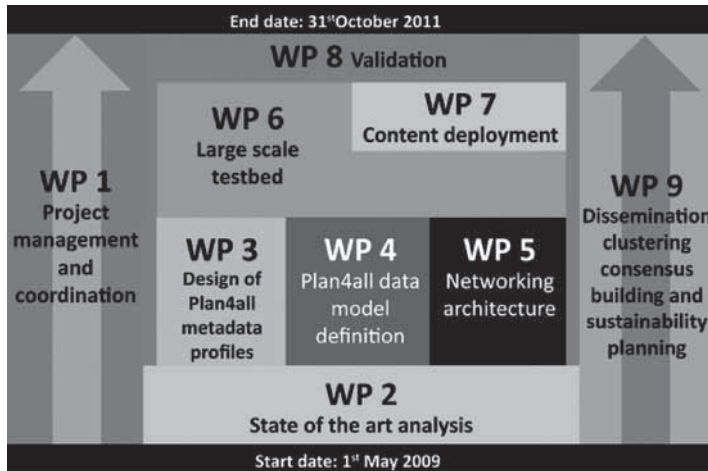 End date: 31stOctober 2011
WP 8 Validation
WP 6
Large scale
testbed
WP 7
Content deployment
WP 1
Project
management
and
coordination
WP 3
Design of
Plan4all
metadata
profiles
WP 4
Plan4all data
model
definition
WP 5
Networking
architecture
WP 9
Dissemination
clustering
consensus
building and
sustainability
planning
WP 2
State of the art analysis
Start date: 1st May 2009